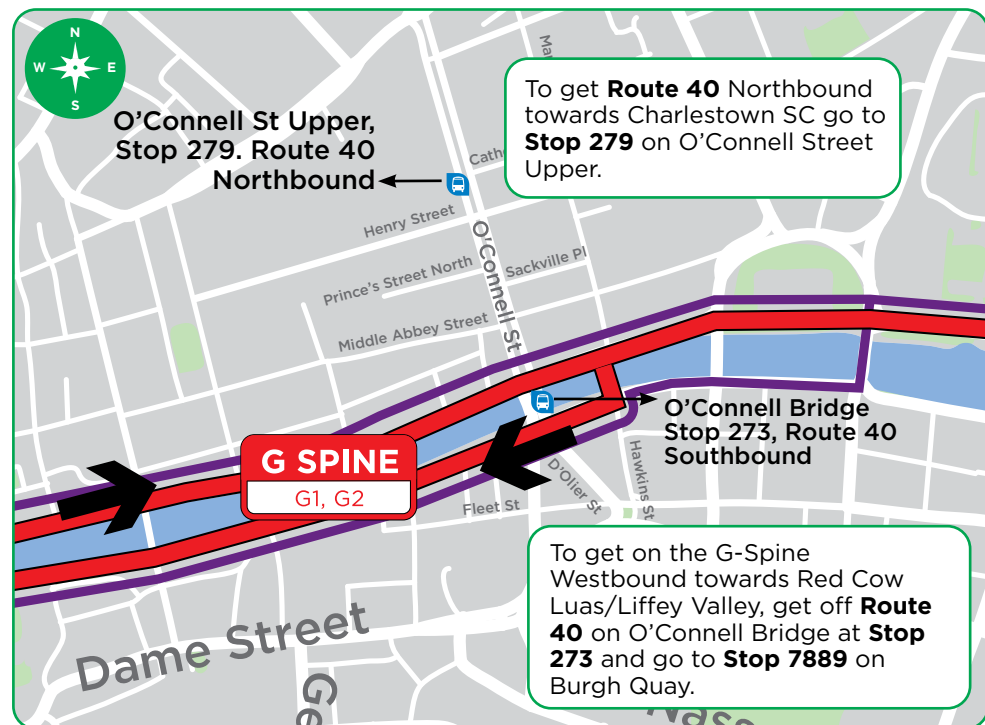 N
W E
S
To get Route 40 Northbound
towards Charlestown SC go to
Stop 279 on O'Connell Street
Upper.
O'Connell St Upper,
Stop 279. Route 40
Northbound
Henry Street
O'Connell St
Prince's Street North
Sackville Pl
Middle Abbey Street
O'Connell Bridge
Stop 273, Route 40
Southbound
G SPINE
G1, G2
D'Olier St
Hawkins St
Fleet St
Dame Street
To get on the G-Spine
Westbound towards Red Cow
Luas/Liffey Valley, get off Route
40 on O'Connell Bridge at Stop
273 and go to Stop 7889 on
Burgh Quay.